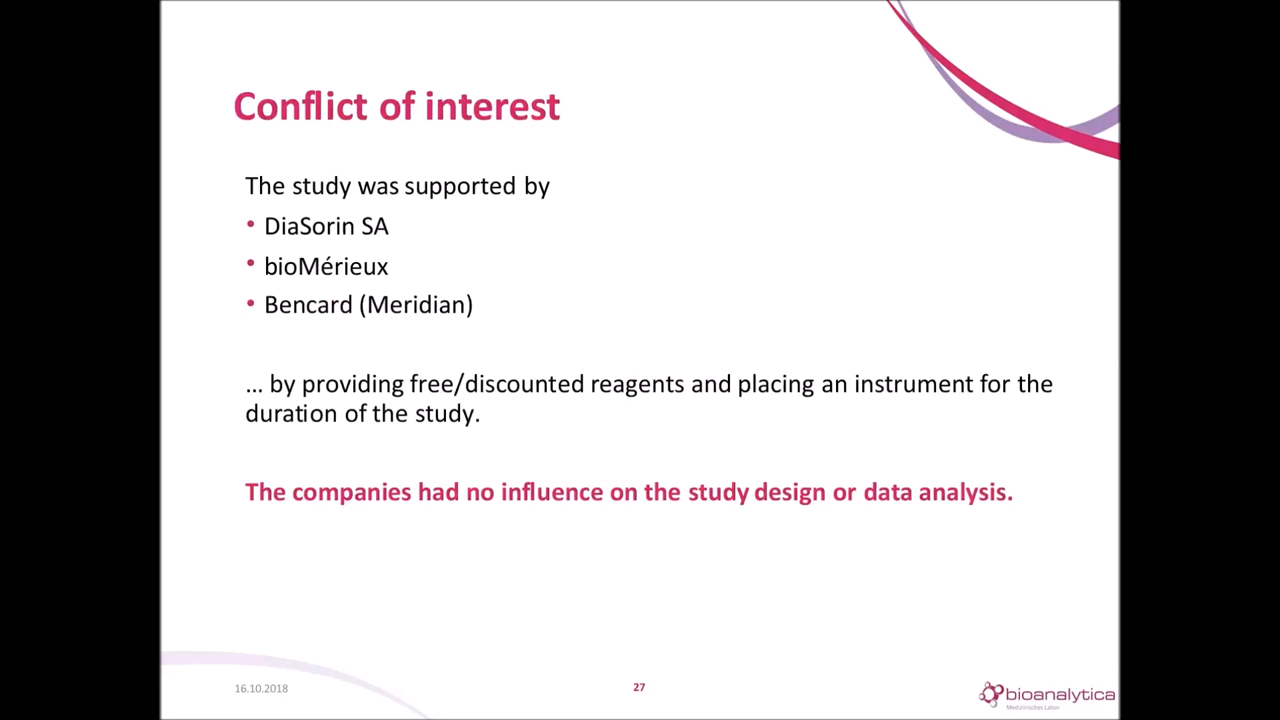 Conflict of interest
The study was supported by
• DiaSorin SA
• bioMérieux
• Bencard (Meridian)
... by providing free/discounted reagents and placing an instrument for the
duration of the study.
The companies had no influence on the study design or data analysis.
16.10.2018
27
bioanalytica
Medizinisches Labor